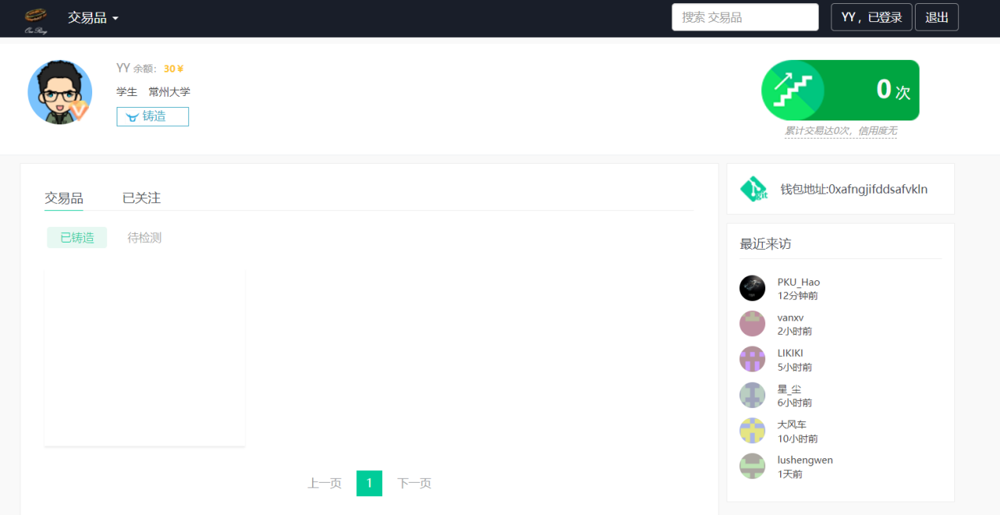 One Ring
交易品
搜索 交易品
YY ,已登录
退出
YY 余额: 30 ¥
学生 常州大学
铸造
0 次
累计交易达0次,信用度无
交易品 已关注
已铸造 待检测
上一页 1 下一页
git
钱包地址:0xafngjifddsafvkln
最近来访
PKU_Hao
12分钟前
vanxv
2小时前
LIKIKI
5小时前
星_尘
6小时前
大风车
10小时前
lushengwen
1天前